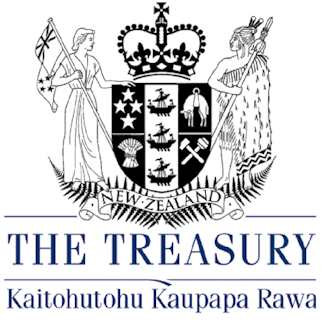 NEW ZEALAND
THE TREASURY
Kaitohutohu Kaupapa Rawa